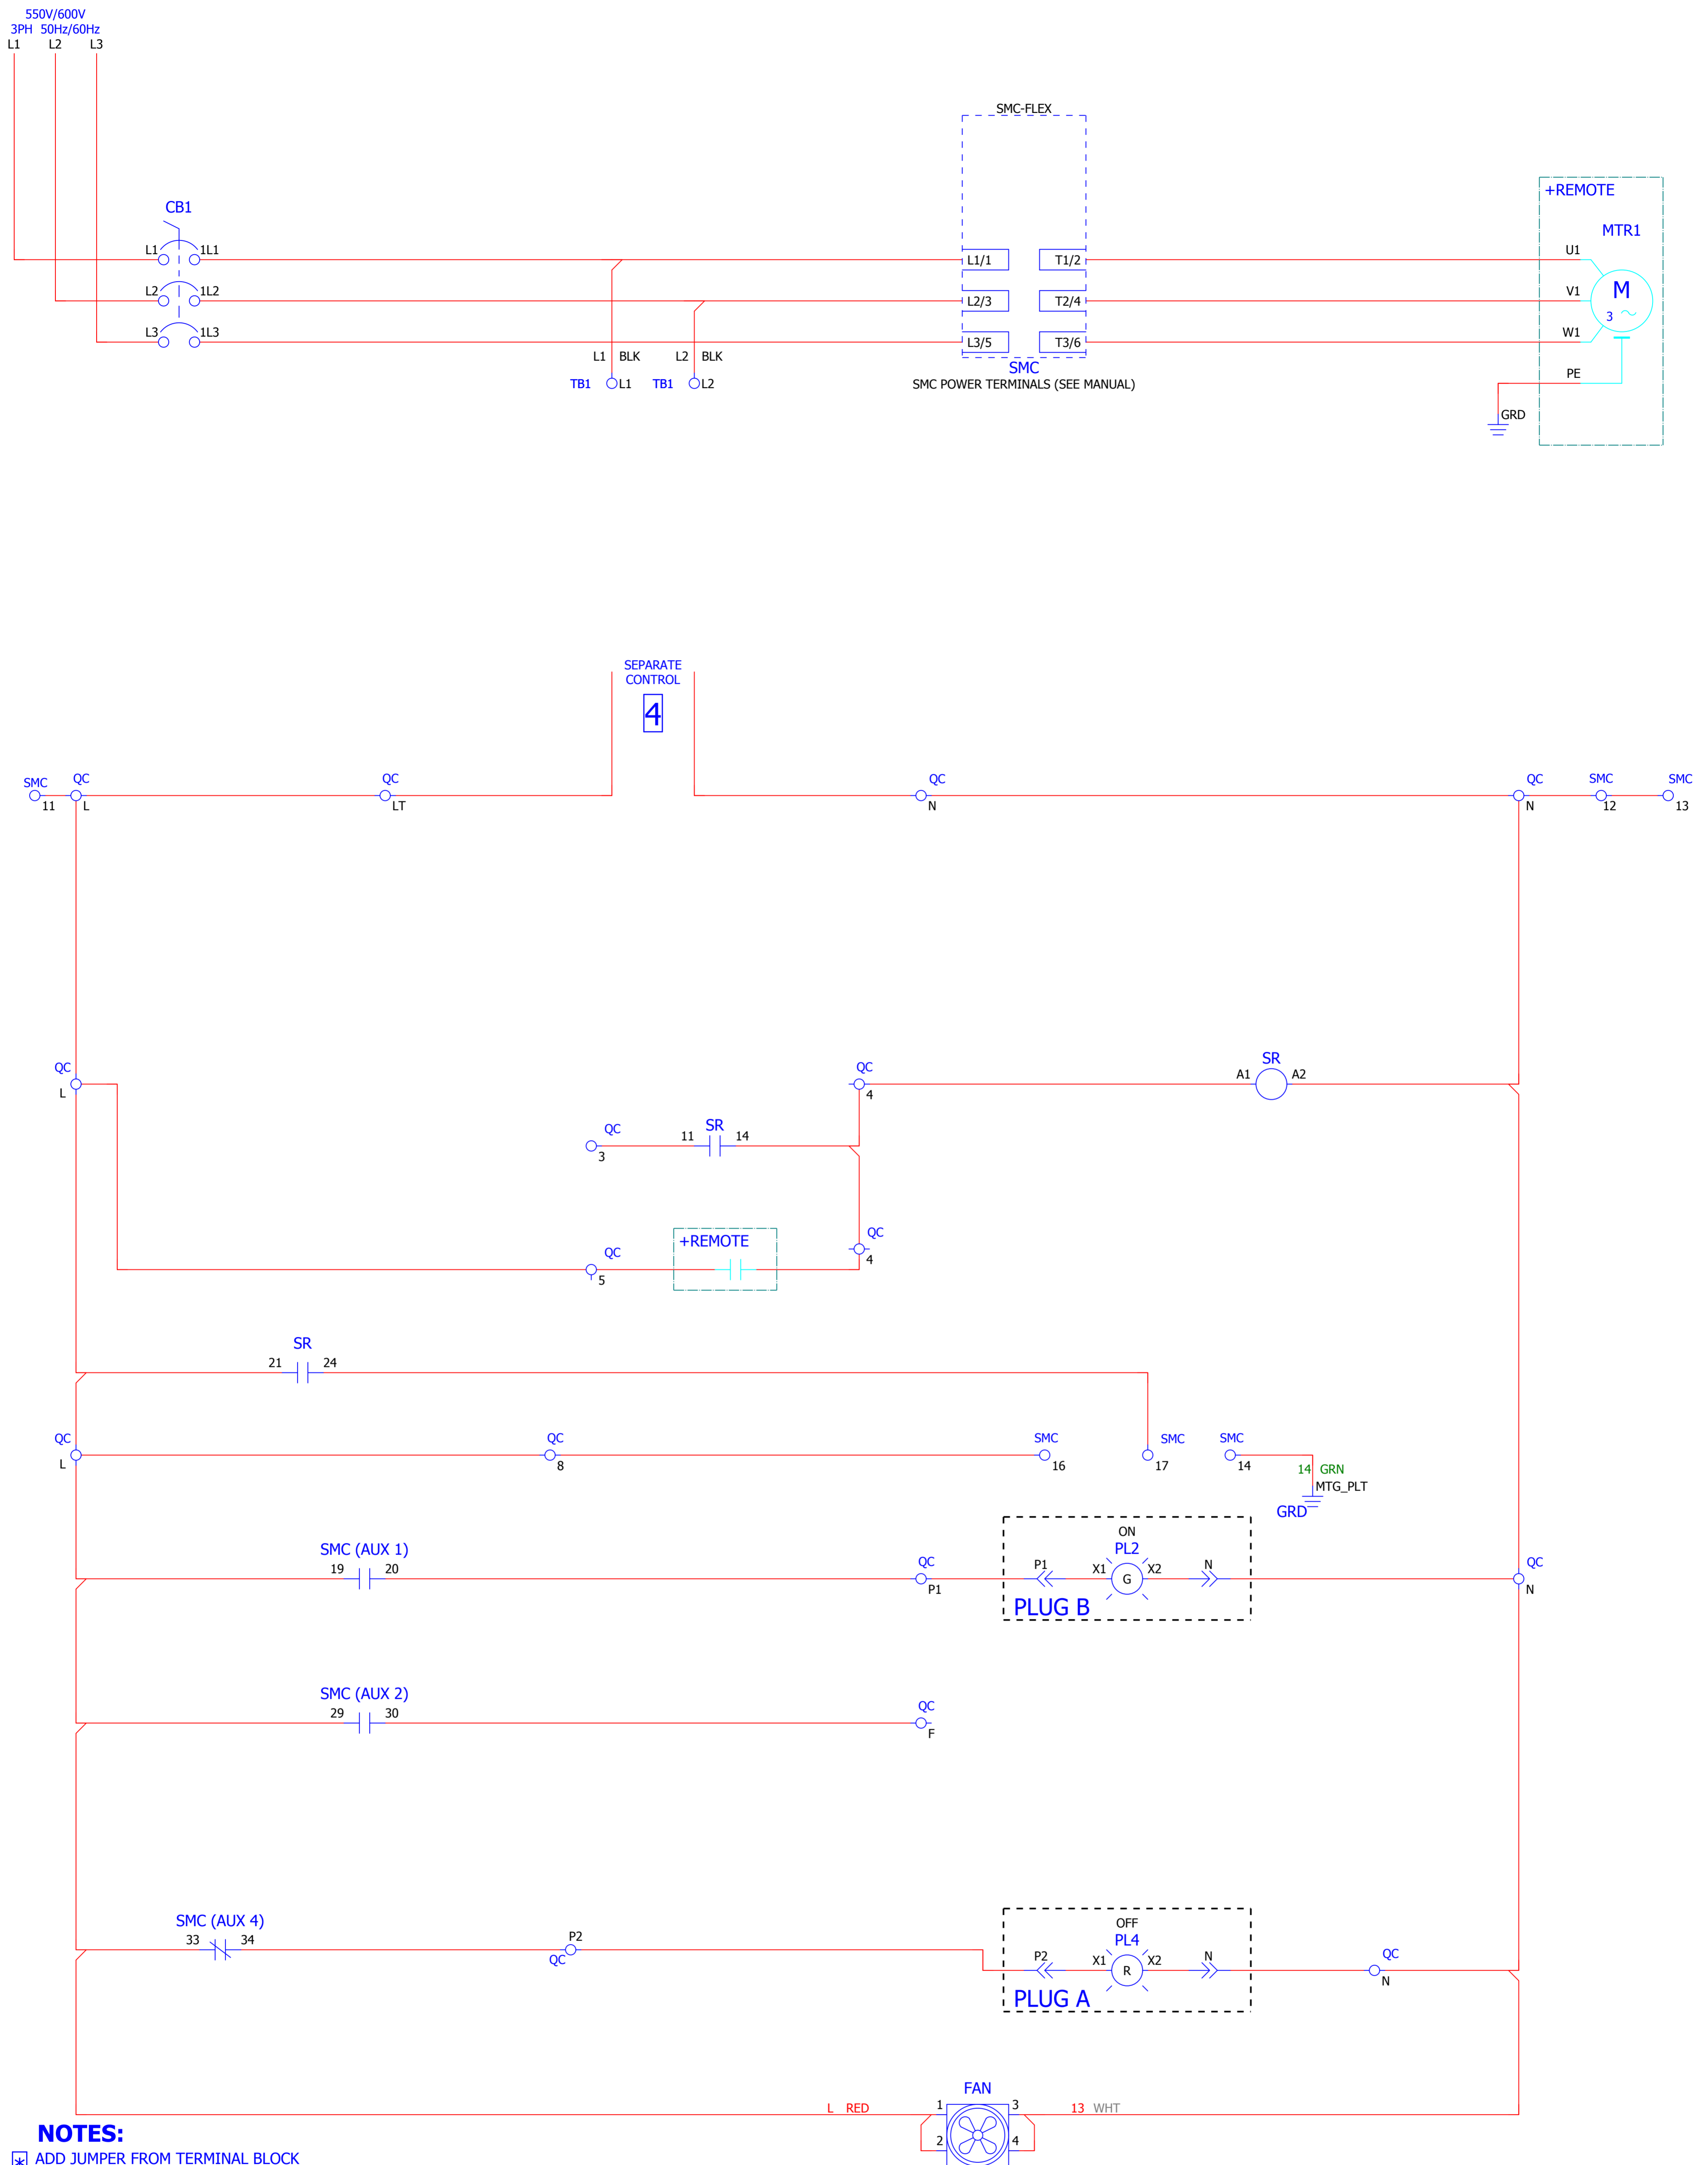 550V/600V
3PH 50Hz/60Hz
L1 L2 L3
SMC-FLEX
+REMOTE
CB1
MTR1
L1 1L1 L1/1 T1/2 U1
L2 1L2 L2/3 T2/4 V1
M
3
L3 1L3 L3/5 T3/6 W1
L1 BLK L2 BLK
SMC
TB1 L1 TB1 L2 SMC POWER TERMINALS (SEE MANUAL)
PE
GRD
SEPARATE
CONTROL
4
SMC QC QC QC QC SMC SMC
11 L LT N N 12 13
QC QC SR
A1 A2
L 4
QC SR
11 14
3
QC
+REMOTE
QC 4
5
SR
21 24
QC QC SMC SMC SMC
L 8 16 17 14
14 GRN
MTG_PLT
GRD
ON
SMC (AUX 1) PL2
19 20 QC P1 X1 X2 N QC
G
P1 N
PLUG B
SMC (AUX 2)
29 30 QC
F
SMC (AUX 4) OFF
33 34 P2 PL4
QC P2 X1 X2 N QC
R
N
PLUG A
FAN
L RED 1 3 13 WHT
2 4
NOTES:
* ADD JUMPER FROM TERMINAL BLOCK